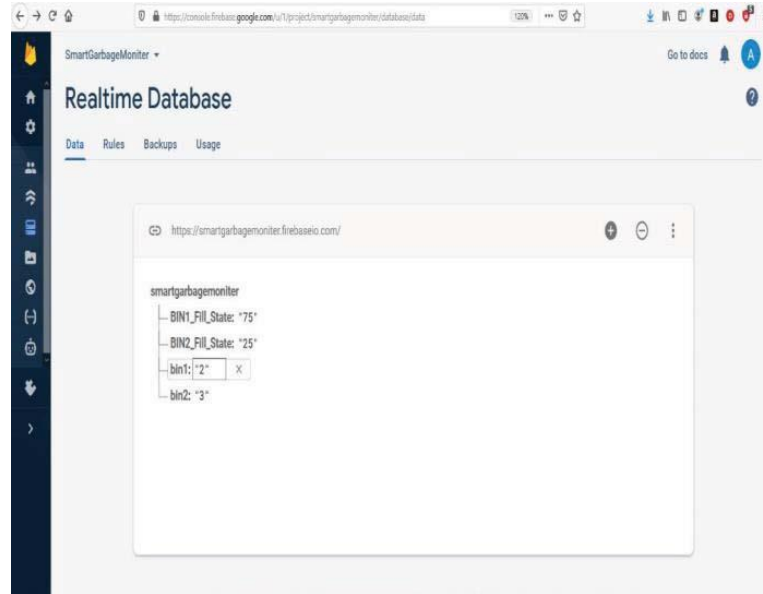 https://console.firebase.google.com/u/1/project/smartgarbagemoniter/database/data
120%
SmartGarbageMoniter
Go to docs
A
Realtime Database
Data Rules Backups Usage
https://smartgarbagemoniter.firebaseio.com/
smartgarbagemoniter
BIN1_Fill_State: "75"
BIN2_Fill_State: "25"
bin1: "2" X
bin2: "3"